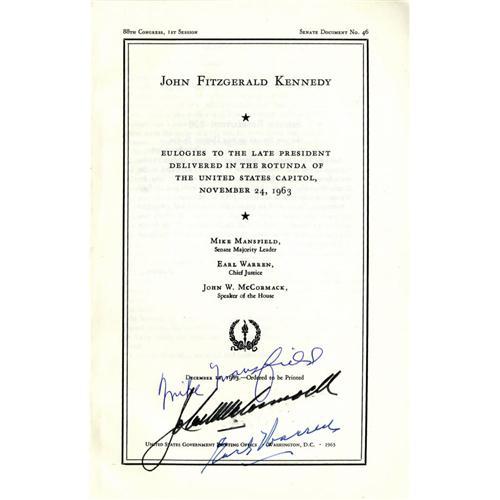 88th Congress, 1st Session Senate Document No. 46
John Fitzgerald Kennedy
EULOGIES TO THE LATE PRESIDENT
DELIVERED IN THE ROTUNDA OF
THE UNITED STATES CAPITOL,
NOVEMBER 24, 1963
Mike Mansfield,
Senate Majority Leader
Earl Warren,
Chief Justice
John W. McCormack,
Speaker of the House
Mike Mansfield
December 1963.—Ordered to be Printed
John W McCormack
United States Government Printing Office Washington, D.C. · 1963
Earl Warren